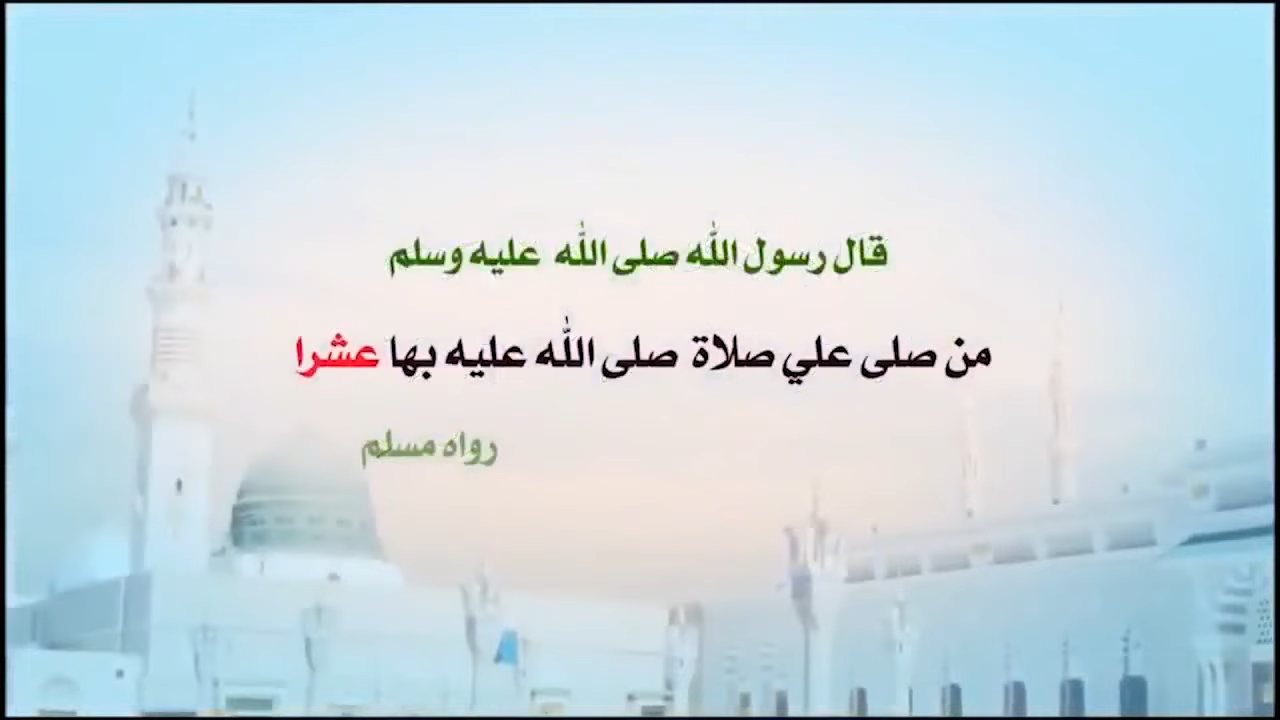 قال رسول الله صلى الله عليه وسلم
من صلى علي صلاة صلى الله عليه بها عشرا
رواه مسلم